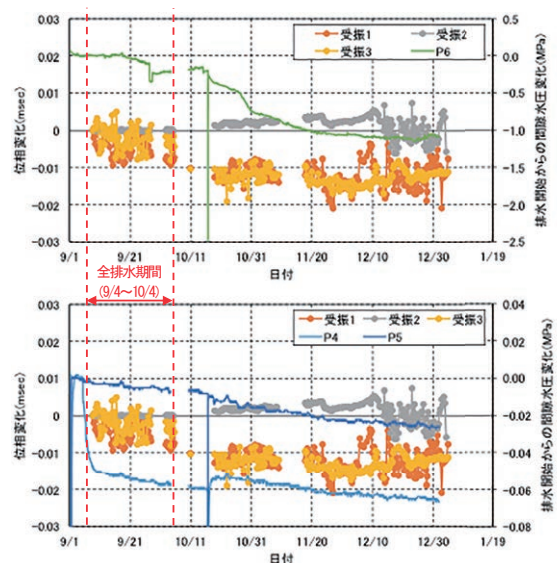 0.03
0.02
0.01
0
-0.01
-0.02
-0.03
位相変化(msec)
受振1
受振2
受振3
P6
0.5
0.0
-0.5
-1.0
-1.5
-2.0
-2.5
排水開始からの間隙水圧変化(MPa)
9/1
9/21
10/11
10/31
11/20
12/10
12/30
1/19
日付
全排水期間
(9/4～10/4)
0.03
0.02
0.01
0
-0.01
-0.02
-0.03
位相変化(msec)
受振1
受振2
受振3
P4
P5
0.04
0.02
0.00
-0.02
-0.04
-0.06
-0.08
排水開始からの間隙水圧変化(MPa)
9/1
9/21
10/11
10/31
11/20
12/10
12/30
1/19
日付